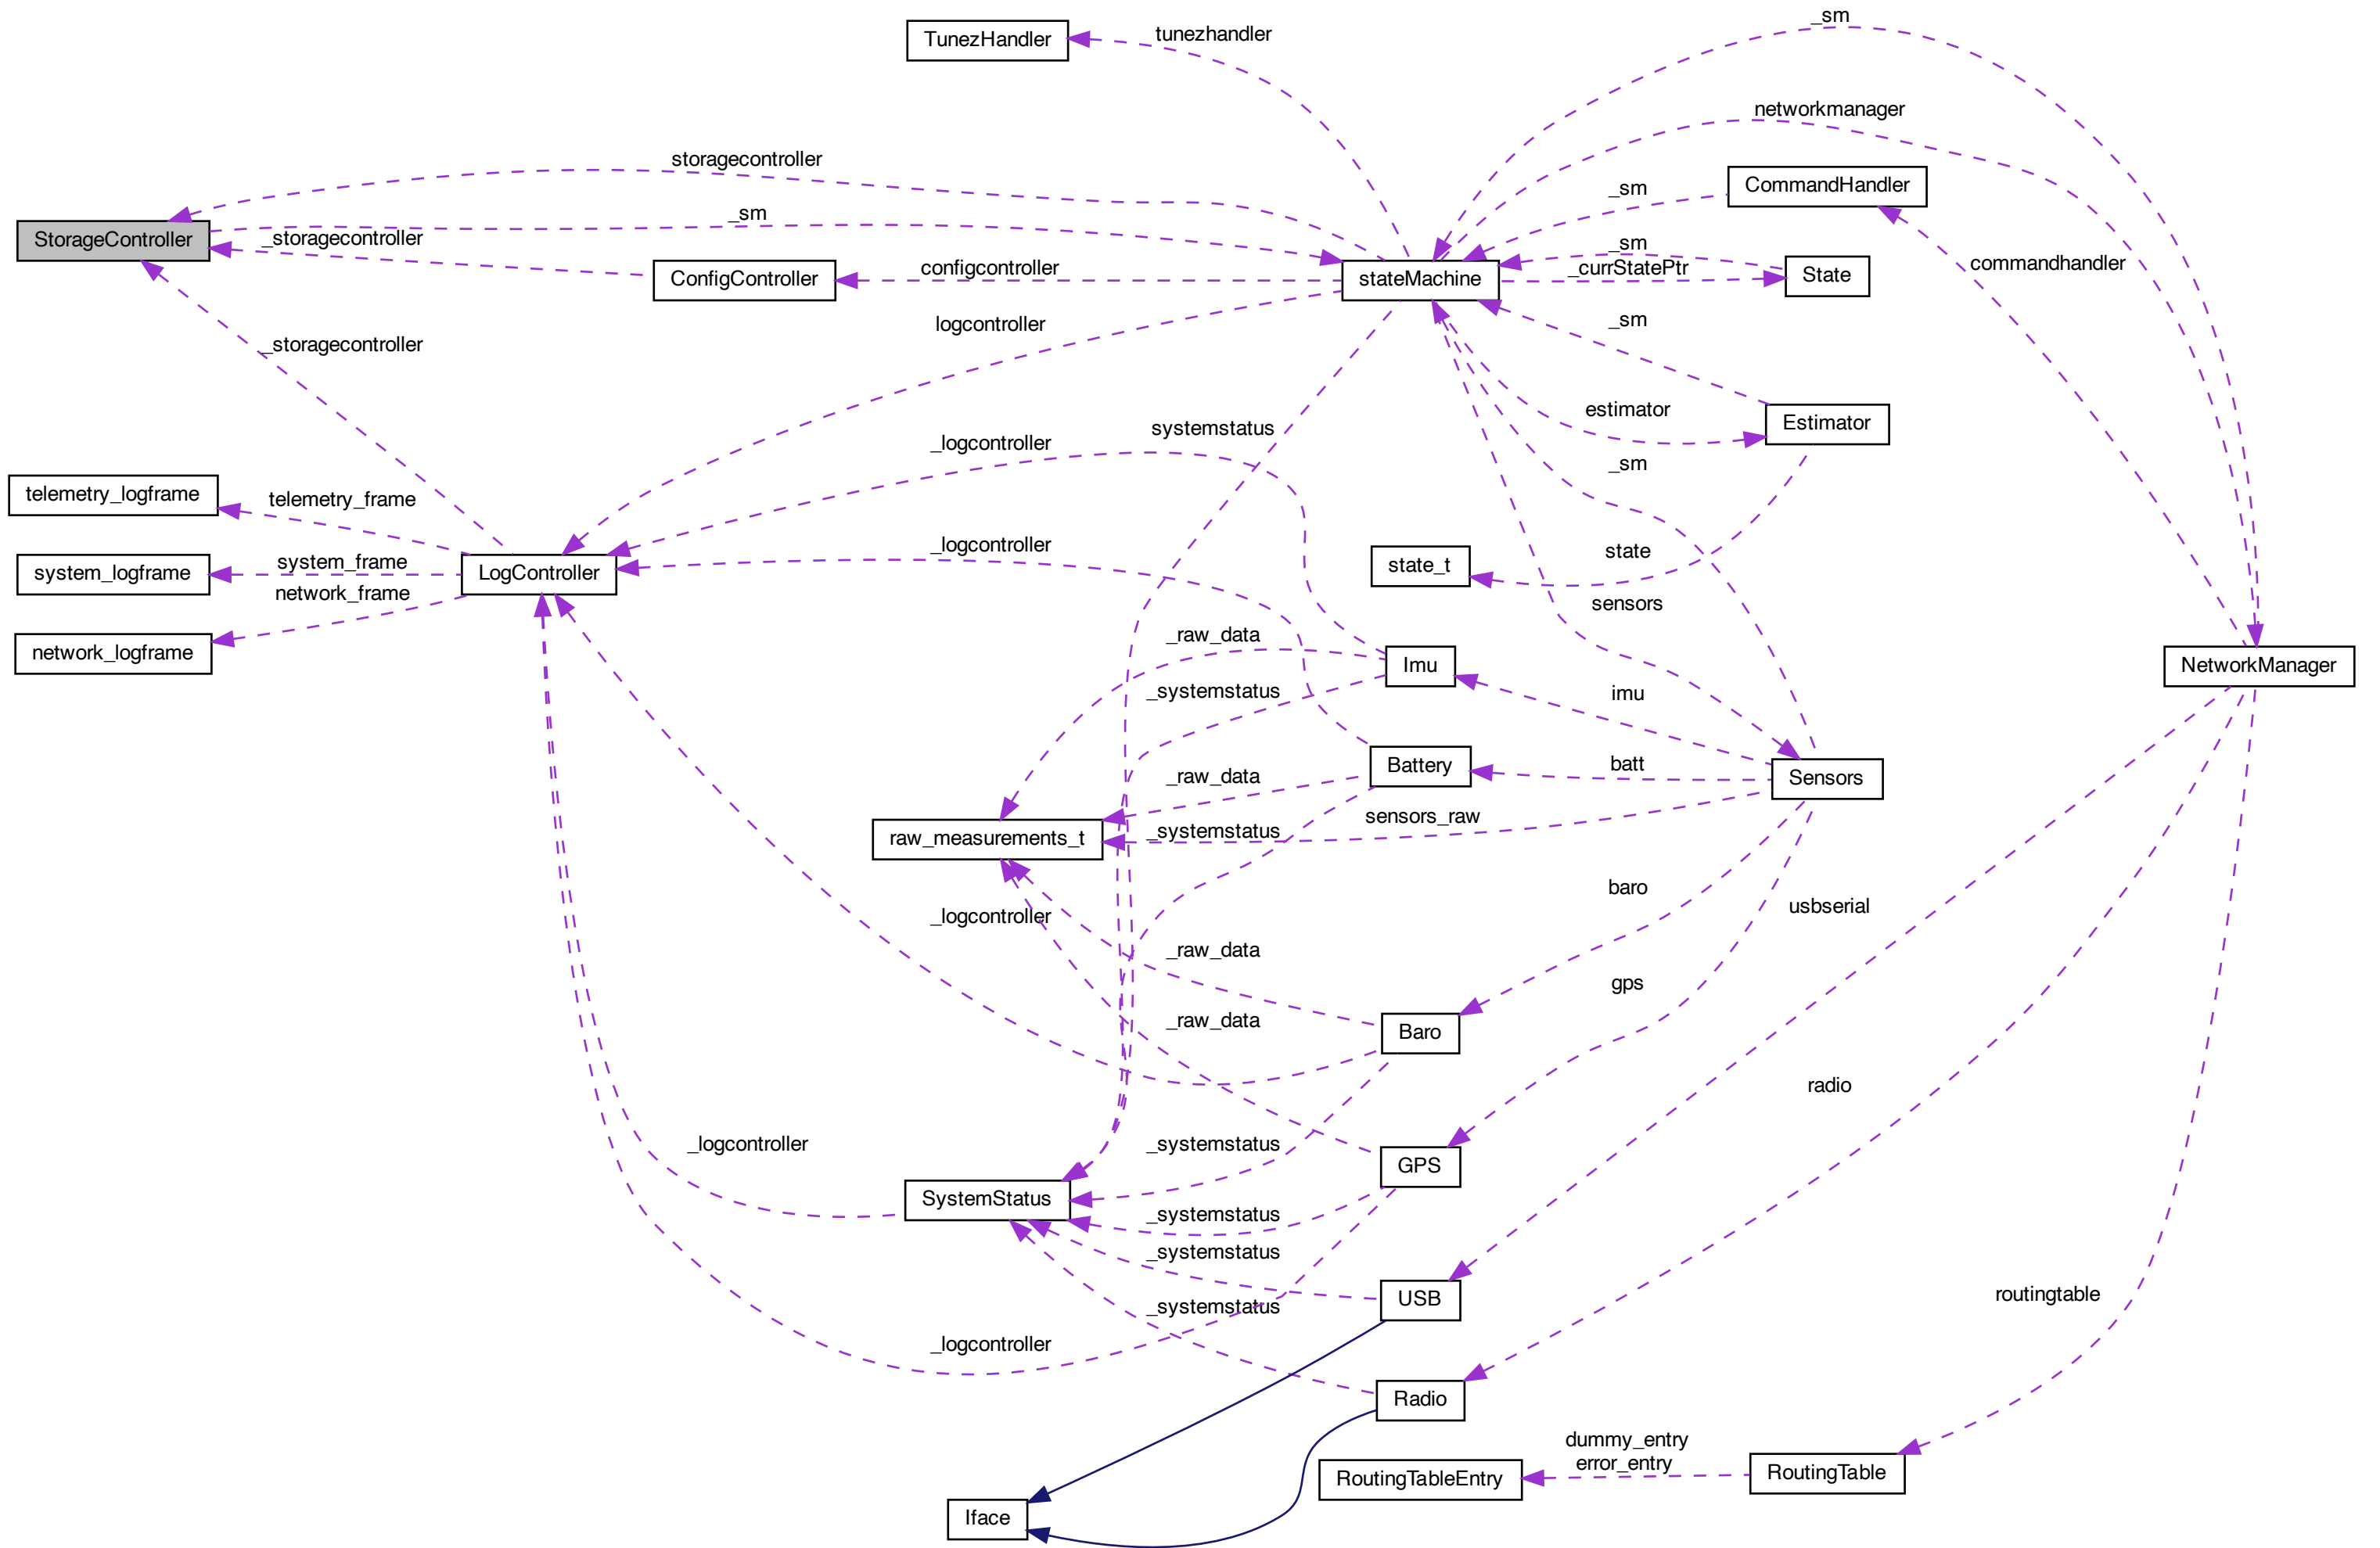 _sm
TunezHandler
tunezhandler
networkmanager
storagecontroller
CommandHandler
_sm
_sm
StorageController
_storagecontroller
_sm
ConfigController
configcontroller
stateMachine
_currStatePtr
State
commandhandler
logcontroller
_sm
_storagecontroller
estimator
Estimator
systemstatus
_logcontroller
_sm
telemetry_logframe
telemetry_frame
_logcontroller
state
system_logframe
system_frame
LogController
state_t
network_frame
sensors
network_logframe
_raw_data
Imu
NetworkManager
_systemstatus
imu
Battery
batt
Sensors
_raw_data
sensors_raw
raw_measurements_t
_systemstatus
baro
usbserial
_logcontroller
_raw_data
gps
_raw_data
Baro
radio
_logcontroller
_systemstatus
GPS
SystemStatus
_systemstatus
_systemstatus
USB
routingtable
_systemstatus
_logcontroller
Radio
dummy_entry
error_entry
RoutingTableEntry
RoutingTable
Iface